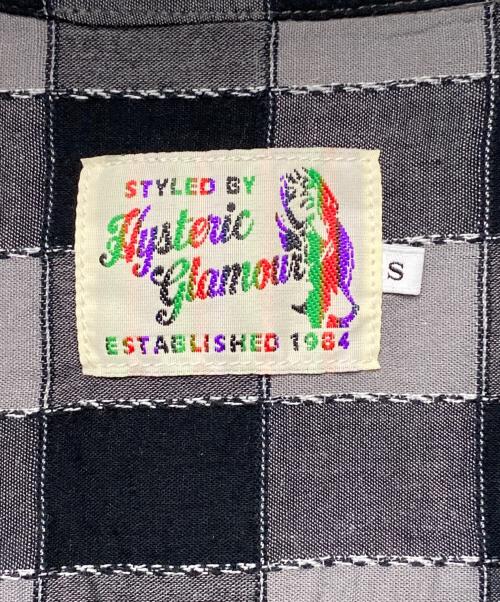 STYLED BY
Hysteric
Glamour
S
ESTABLISHED 1984